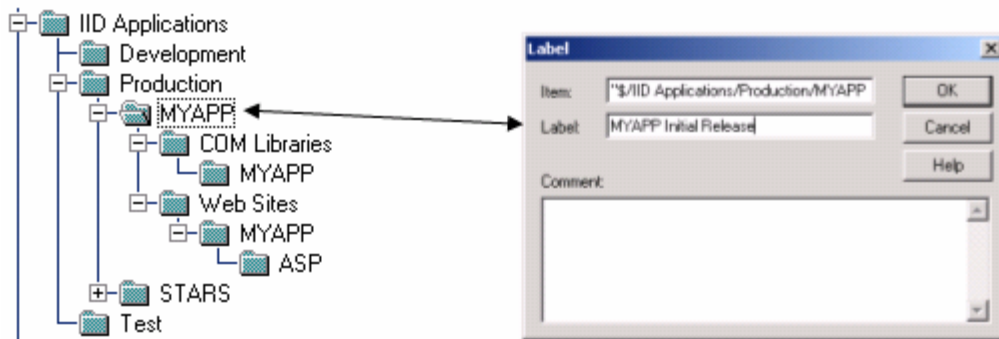 IID Applications
Development
Production
MYAPP
COM Libraries
MYAPP
Web Sites
MYAPP
ASP
STARS
Test
Label
Item: "$/IID Applications/Production/MYAPP OK
Label: MYAPP Initial Release Cancel
Help
Comment: